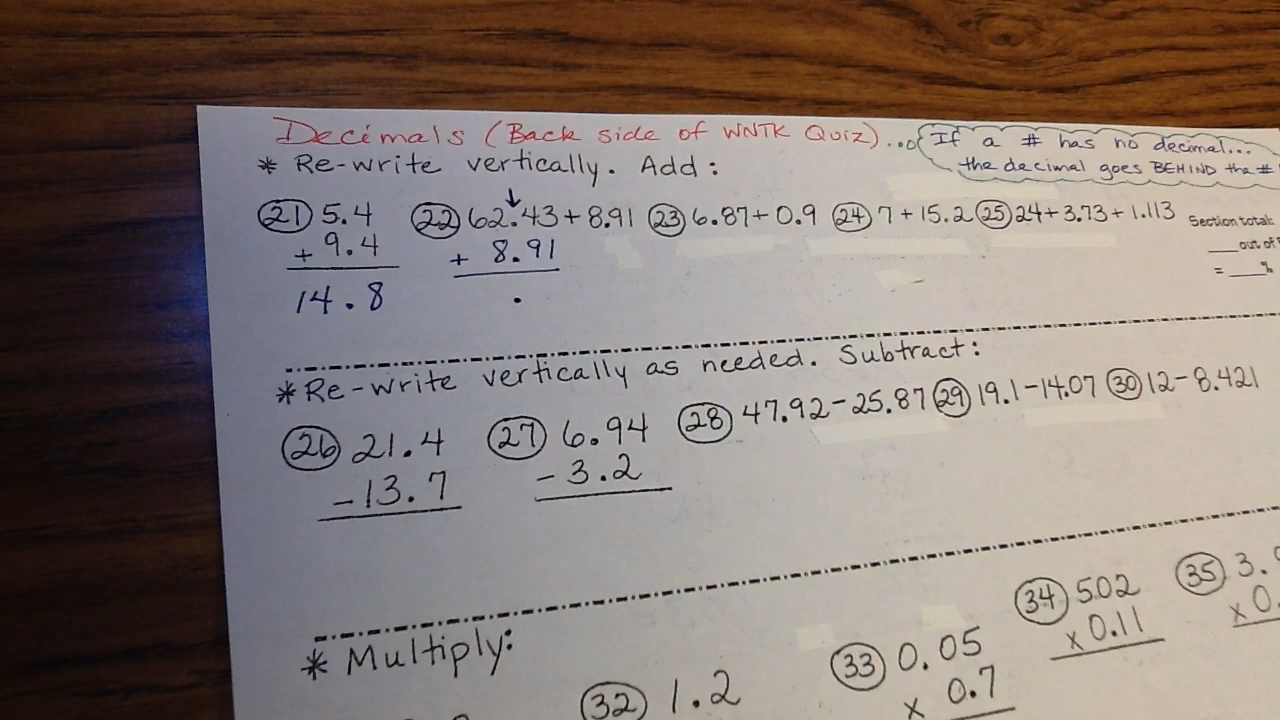 Decimals (Back side of WNTK Quiz)...
If a # has no decimal...
the decimal goes BEHIND the #
* Re-write vertically. Add:
21 5.4
+ 9.4
14.8
22 62.43 + 8.91
+ 8.91
.
23 6.87 + 0.9
24 7 + 15.2
25 24 + 3.73 + 1.113
Section total:
___ out of
= ___%
* Re-write vertically as needed. Subtract:
26 21.4
- 13.7
27 6.94
- 3.2
28 47.92 - 25.87
29 19.1 - 14.07
30 12 - 8.421
* Multiply:
32 1.2
33 0.05
x 0.7
34 502
x 0.11
35 3.
x 0.